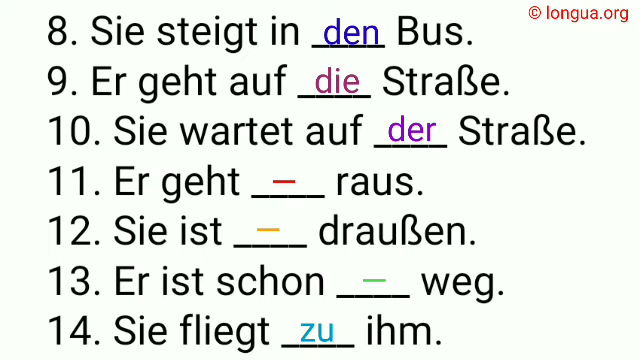 © longua.org
8. Sie steigt in den Bus.
9. Er geht auf die Straße.
10. Sie wartet auf der Straße.
11. Er geht – raus.
12. Sie ist – draußen.
13. Er ist schon – weg.
14. Sie fliegt zu ihm.